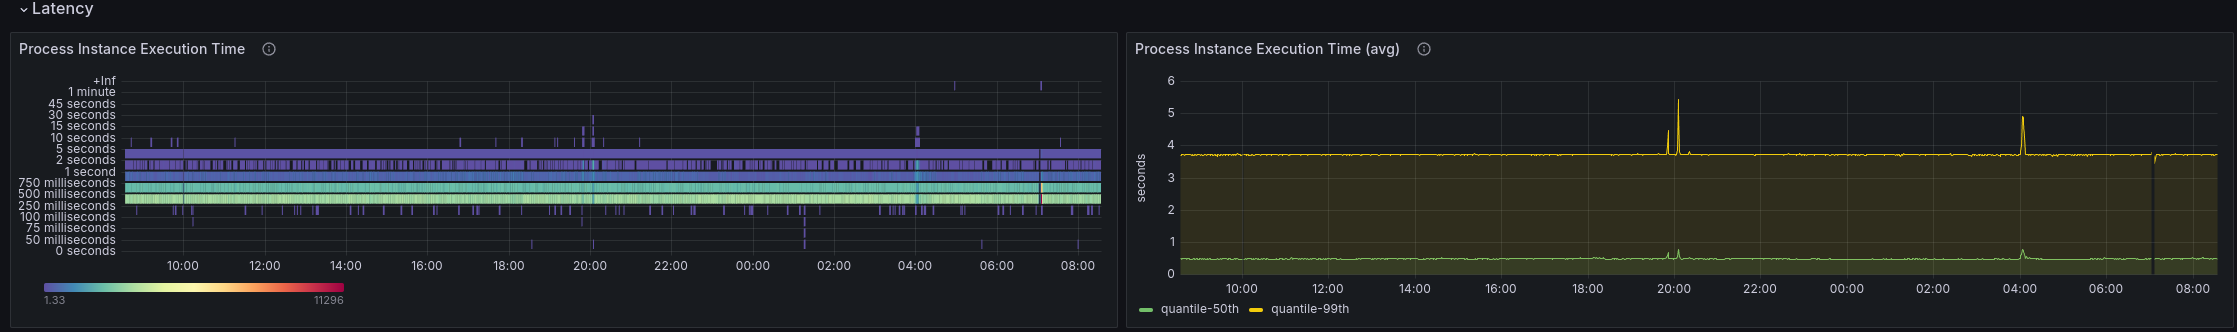 Latency
Process Instance Execution Time
+Inf
1 minute
45 seconds
30 seconds
15 seconds
10 seconds
5 seconds
2 seconds
1 second
750 milliseconds
500 milliseconds
250 milliseconds
100 milliseconds
75 milliseconds
50 milliseconds
0 seconds
10:00 12:00 14:00 16:00 18:00 20:00 22:00 00:00 02:00 04:00 06:00 08:00
1.33 11296
Process Instance Execution Time (avg)
seconds
6
5
4
3
2
1
0
10:00 12:00 14:00 16:00 18:00 20:00 22:00 00:00 02:00 04:00 06:00 08:00
quantile-50th quantile-99th